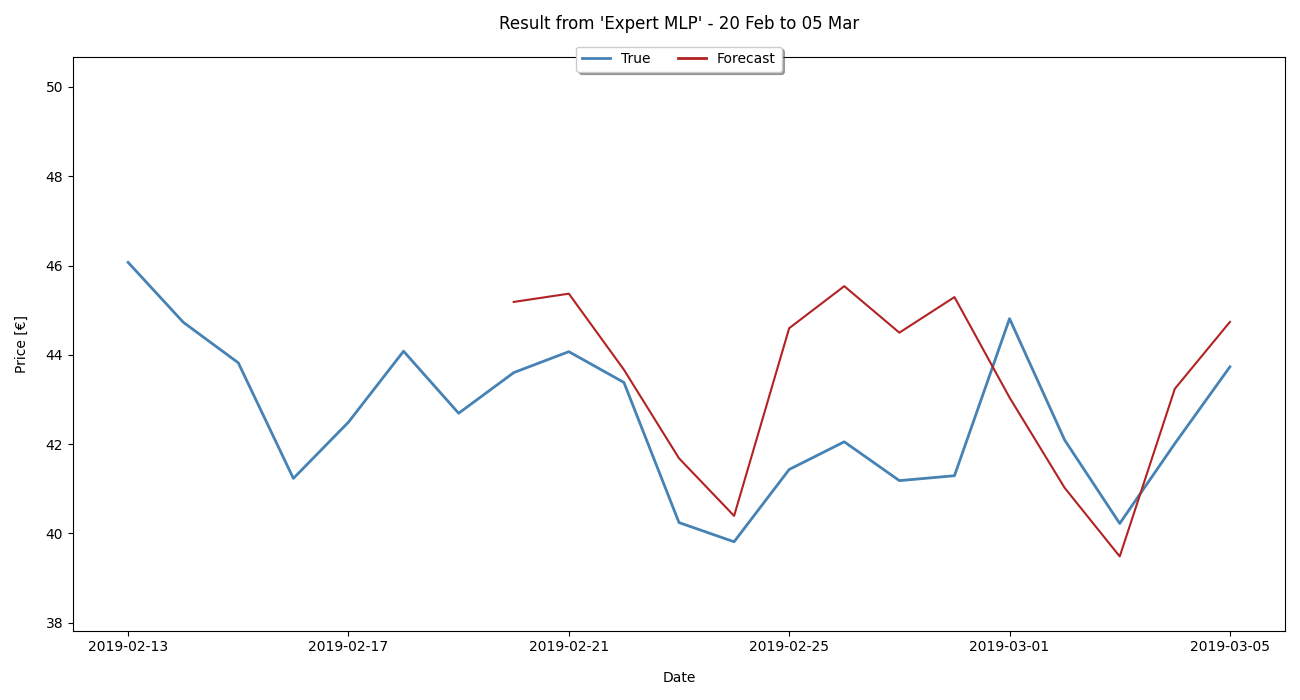 Result from 'Expert MLP' - 20 Feb to 05 Mar
True Forecast
50
48
46
44
42
40
38
Price [€]
2019-02-13 2019-02-17 2019-02-21 2019-02-25 2019-03-01 2019-03-05
Date